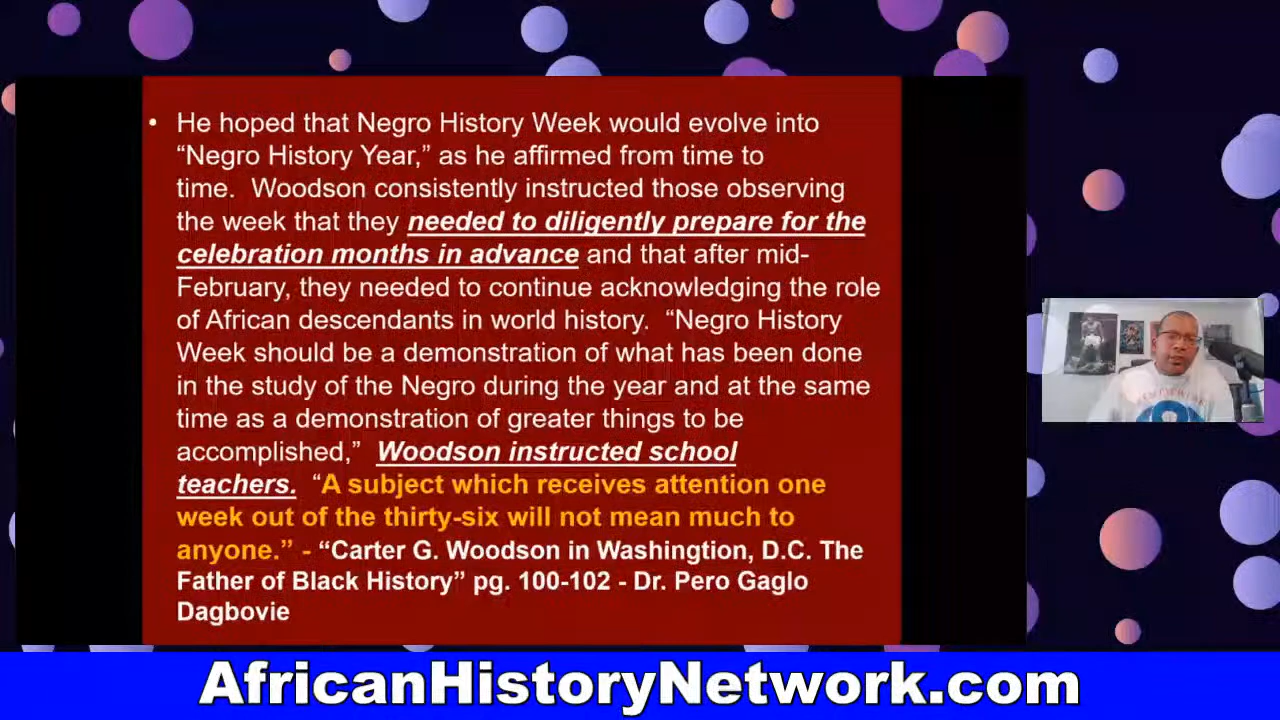 • He hoped that Negro History Week would evolve into
“Negro History Year,” as he affirmed from time to
time.  Woodson consistently instructed those observing
the week that they needed to diligently prepare for the
celebration months in advance and that after mid-
February, they needed to continue acknowledging the role
of African descendants in world history.  “Negro History
Week should be a demonstration of what has been done
in the study of the Negro during the year and at the same
time as a demonstration of greater things to be
accomplished,”  Woodson instructed school
teachers.  “A subject which receives attention one
week out of the thirty-six will not mean much to
anyone.” - “Carter G. Woodson in Washingtion, D.C. The
Father of Black History” pg. 100-102 - Dr. Pero Gaglo
Dagbovie
AfricanHistoryNetwork.com